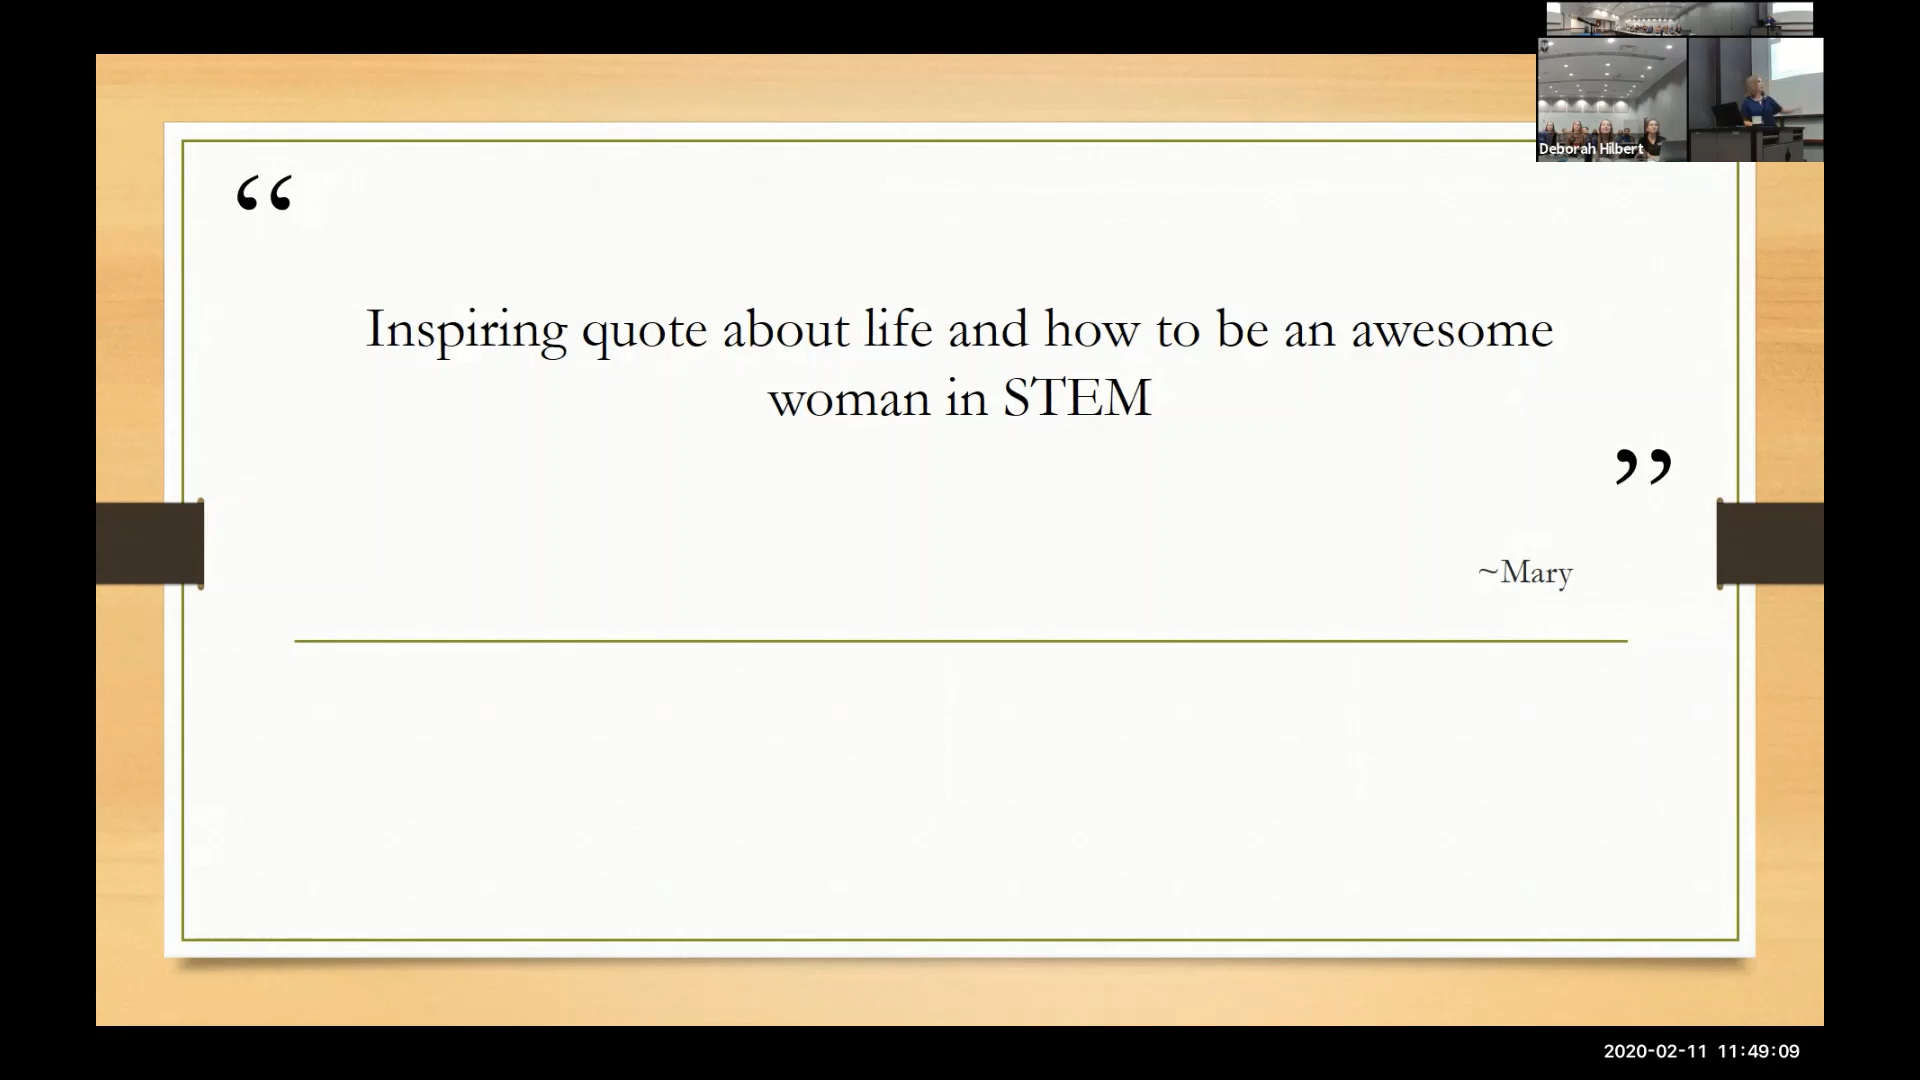 Deborah Hilbert
“
Inspiring quote about life and how to be an awesome
woman in STEM
”
~Mary
2020-02-11 11:49:09